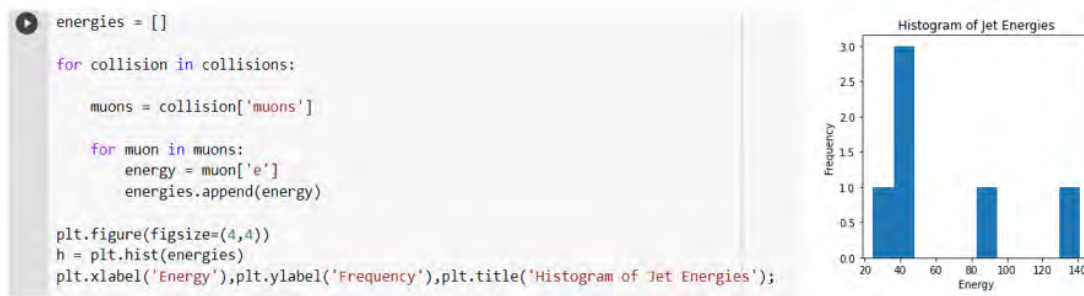 energies = []
for collision in collisions:
muons = collision['muons']
for muon in muons:
energy = muon['e']
energies.append(energy)
plt.figure(figsize=(4,4))
h = plt.hist(energies)
plt.xlabel('Energy'),plt.ylabel('Frequency'),plt.title('Histogram of Jet Energies');
Histogram of Jet Energies
3.0
2.5
2.0
1.5
1.0
0.5
0.0
Frequency
20 40 60 80 100 120 140
Energy